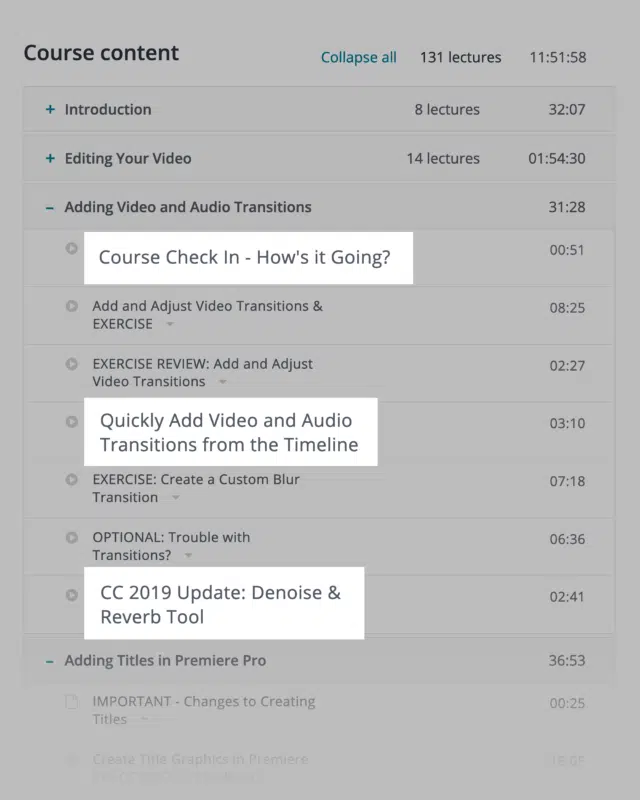 Course content
Collapse all 131 lectures 11:51:58
+ Introduction 8 lectures 32:07
+ Editing Your Video 14 lectures 01:54:30
– Adding Video and Audio Transitions 31:28
Course Check In - How's it Going? 00:51
Add and Adjust Video Transitions & 08:25
EXERCISE
EXERCISE REVIEW: Add and Adjust 02:27
Video Transitions
Quickly Add Video and Audio 03:10
Transitions from the Timeline
EXERCISE: Create a Custom Blur 07:18
Transition
OPTIONAL: Trouble with 06:36
Transitions?
CC 2019 Update: Denoise & 02:41
Reverb Tool
– Adding Titles in Premiere Pro 36:53
IMPORTANT - Changes to Creating 00:25
Titles
Create Title Graphics in Premiere